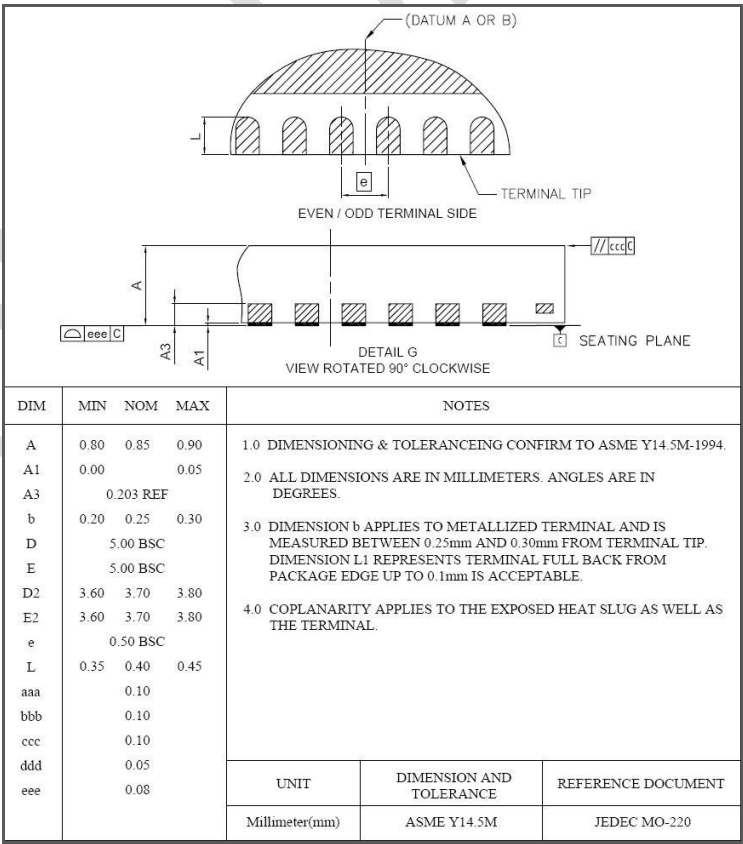 (DATUM A OR B)
L
e
TERMINAL TIP
EVEN / ODD TERMINAL SIDE
// ccc C
A
eee C
A3
A1
C SEATING PLANE
DETAIL G
VIEW ROTATED 90° CLOCKWISE
DIM MIN NOM MAX
A 0.80 0.85 0.90
A1 0.00 0.05
A3 0.203 REF
b 0.20 0.25 0.30
D 5.00 BSC
E 5.00 BSC
D2 3.60 3.70 3.80
E2 3.60 3.70 3.80
e 0.50 BSC
L 0.35 0.40 0.45
aaa 0.10
bbb 0.10
ccc 0.10
ddd 0.05
eee 0.08
NOTES
1.0 DIMENSIONING & TOLERANCEING CONFIRM TO ASME Y14.5M-1994.
2.0 ALL DIMENSIONS ARE IN MILLIMETERS. ANGLES ARE IN
DEGREES.
3.0 DIMENSION b APPLIES TO METALLIZED TERMINAL AND IS
MEASURED BETWEEN 0.25mm AND 0.30mm FROM TERMINAL TIP.
DIMENSION L1 REPRESENTS TERMINAL FULL BACK FROM
PACKAGE EDGE UP TO 0.1mm IS ACCEPTABLE.
4.0 COPLANARITY APPLIES TO THE EXPOSED HEAT SLUG AS WELL AS
THE TERMINAL.
UNIT
DIMENSION AND
TOLERANCE
REFERENCE DOCUMENT
Millimeter(mm)
ASME Y14.5M
JEDEC MO-220